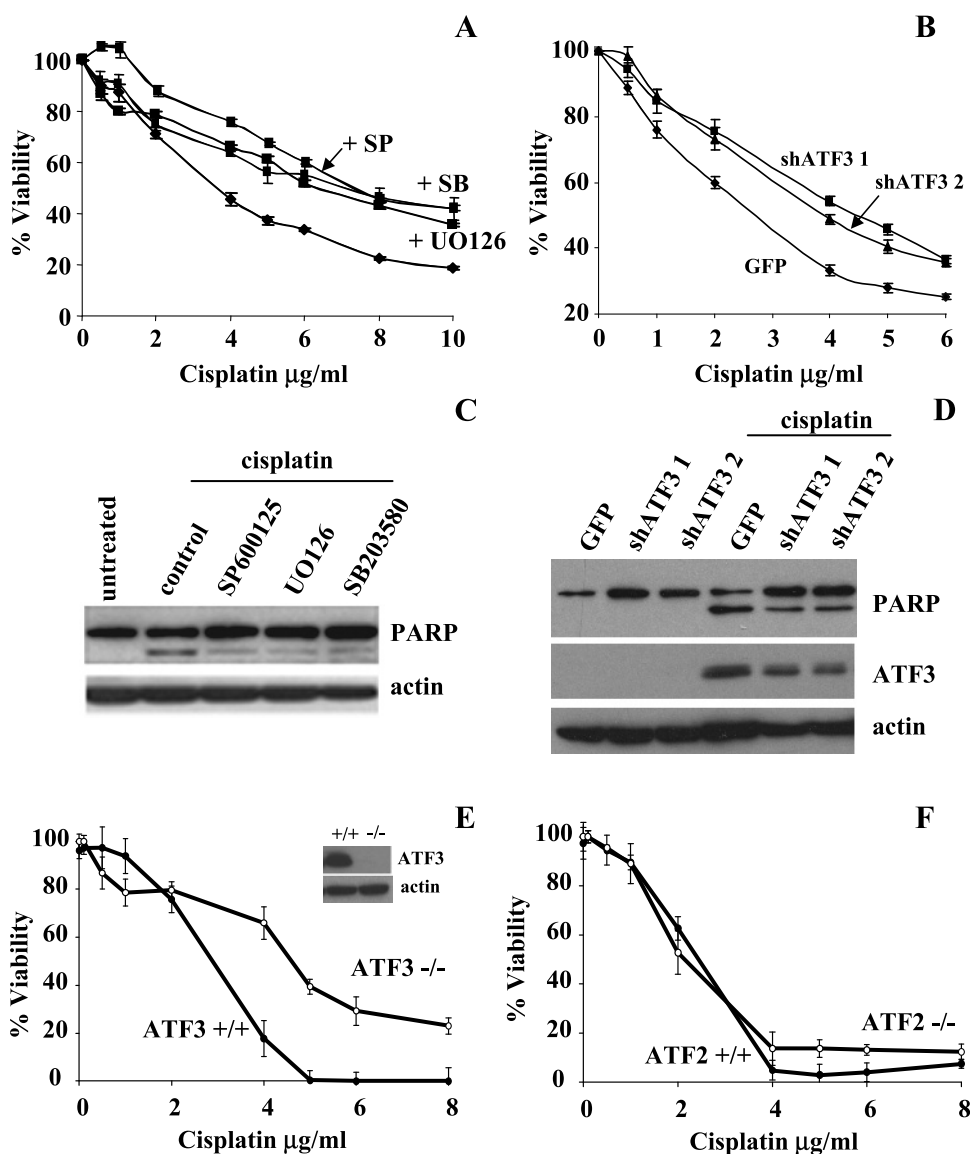 A
% Viability
100
80
60
40
20
0
0 2 4 6 8 10
Cisplatin μg/ml
+ SP
+ SB
+ UO126
B
% Viability
100
80
60
40
20
0 1 2 3 4 5 6
Cisplatin μg/ml
shATF3 1
shATF3 2
GFP
C
cisplatin
untreated
control
SP600125
UO126
SB203580
PARP
actin
D
cisplatin
GFP
shATF3 1
shATF3 2
GFP
shATF3 1
shATF3 2
PARP
ATF3
actin
E
% Viability
100
80
60
40
20
0
0 2 4 6 8
Cisplatin μg/ml
+/+ -/-
ATF3
actin
ATF3 -/-
ATF3 +/+
F
% Viability
100
80
60
40
20
0
0 2 4 6 8
Cisplatin μg/ml
ATF2 -/-
ATF2 +/+